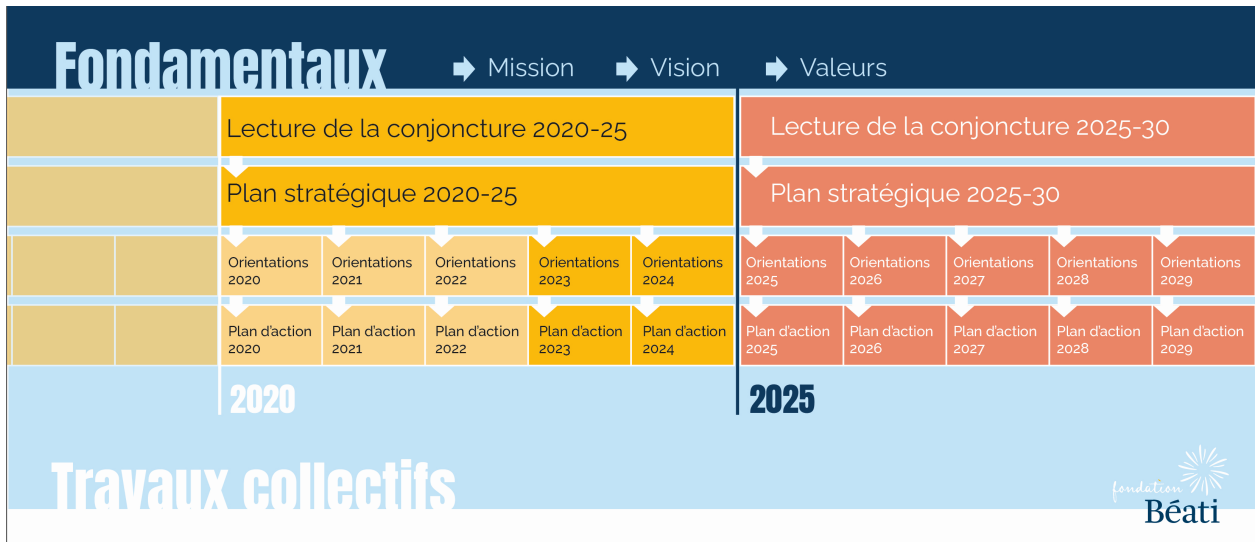 Fondamentaux
Mission
Vision
Valeurs
Lecture de la conjoncture 2020-25
Lecture de la conjoncture 2025-30
Plan stratégique 2020-25
Plan stratégique 2025-30
Orientations
2020
Orientations
2021
Orientations
2022
Orientations
2023
Orientations
2024
Orientations
2025
Orientations
2026
Orientations
2027
Orientations
2028
Orientations
2029
Plan d'action
2020
Plan d'action
2021
Plan d'action
2022
Plan d'action
2023
Plan d'action
2024
Plan d'action
2025
Plan d'action
2026
Plan d'action
2027
Plan d'action
2028
Plan d'action
2029
2020
2025
Travaux collectifs
fondation
Béati